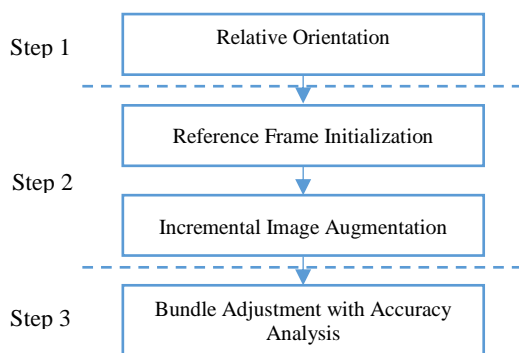 Step 1
Relative Orientation
Reference Frame Initialization
Step 2
Incremental Image Augmentation
Step 3
Bundle Adjustment with Accuracy
Analysis